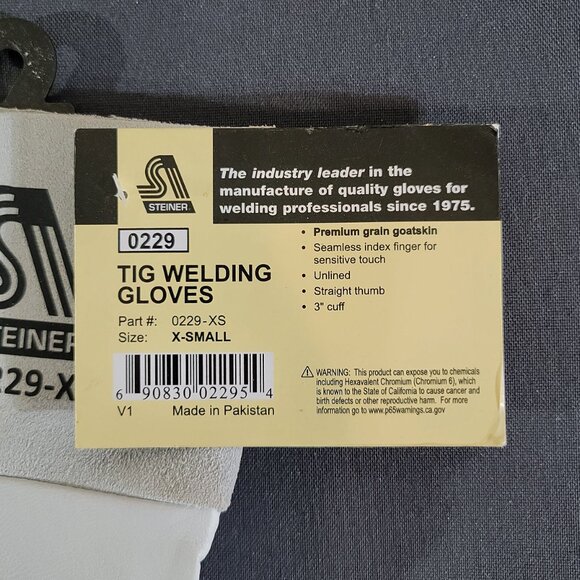 STEINER
The industry leader in the
manufacture of quality gloves for
welding professionals since 1975.
0229
TIG WELDING
GLOVES
Part #: 0229-XS
Size: X-SMALL
6 90830 02295 4
V1 Made in Pakistan
• Premium grain goatskin
• Seamless index finger for
sensitive touch
• Unlined
• Straight thumb
• 3" cuff
⚠ WARNING: This product can expose you to chemicals
including Hexavalent Chromium (Chromium 6), which
is known to the State of California to cause cancer and
birth defects or other reproductive harm. For more
information go to www.p65warnings.ca.gov
STEINER
229-X